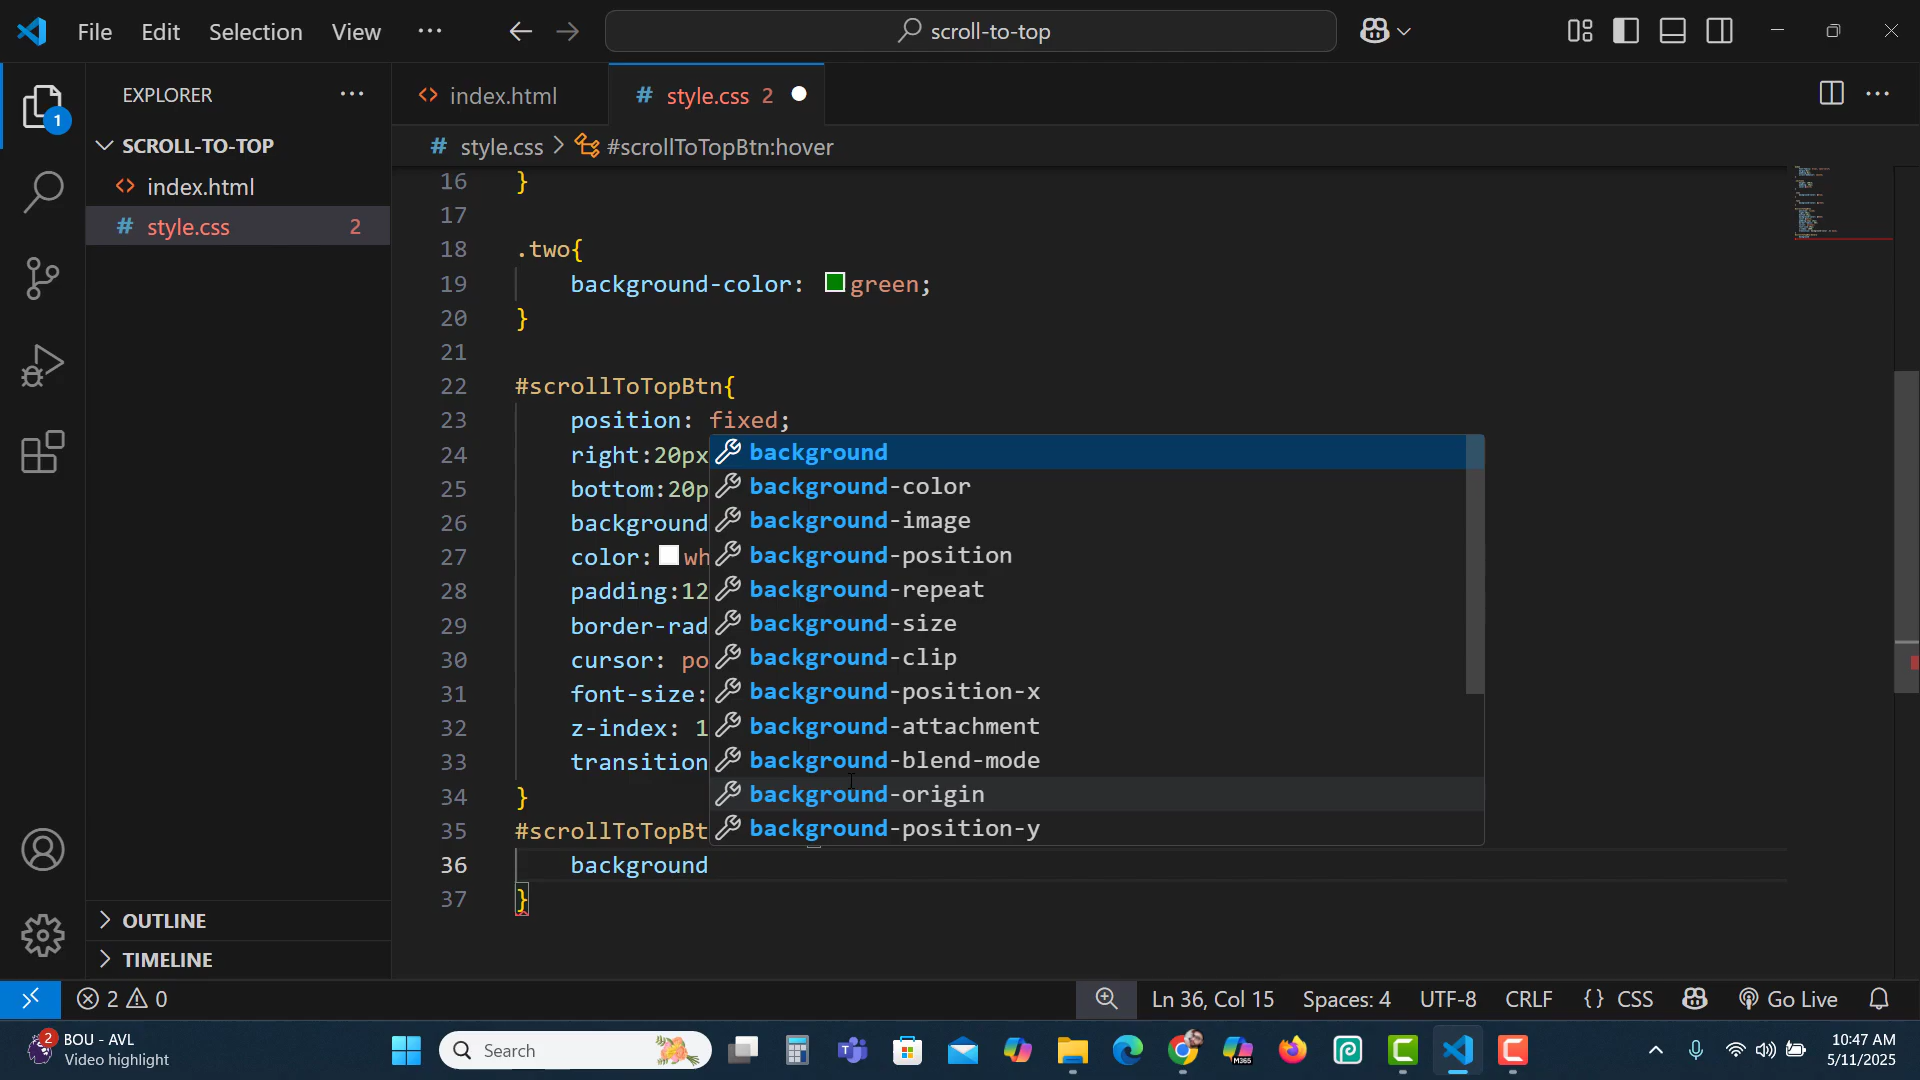 File Edit Selection View ··· scroll-to-top
EXPLORER ···
1
SCROLL-TO-TOP
<> index.html
# style.css 2
OUTLINE
TIMELINE
<> index.html # style.css 2
# style.css > #scrollToTopBtn:hover
16 }
17
18 .two{
19 background-color: green;
20 }
21
22 #scrollToTopBtn{
23 position: fixed;
24 right:20px
25 bottom:20p
26 background
27 color: wh
28 padding:12
29 border-rad
30 cursor: po
31 font-size:
32 z-index: 1
33 transition
34 }
35 #scrollToTopBt
36 background
37 }
background
background-color
background-image
background-position
background-repeat
background-size
background-clip
background-position-x
background-attachment
background-blend-mode
background-origin
background-position-y
2 0 Ln 36, Col 15 Spaces: 4 UTF-8 CRLF {} CSS Go Live
2 BOU - AVL
Video highlight
Search
M365
10:47 AM
5/11/2025